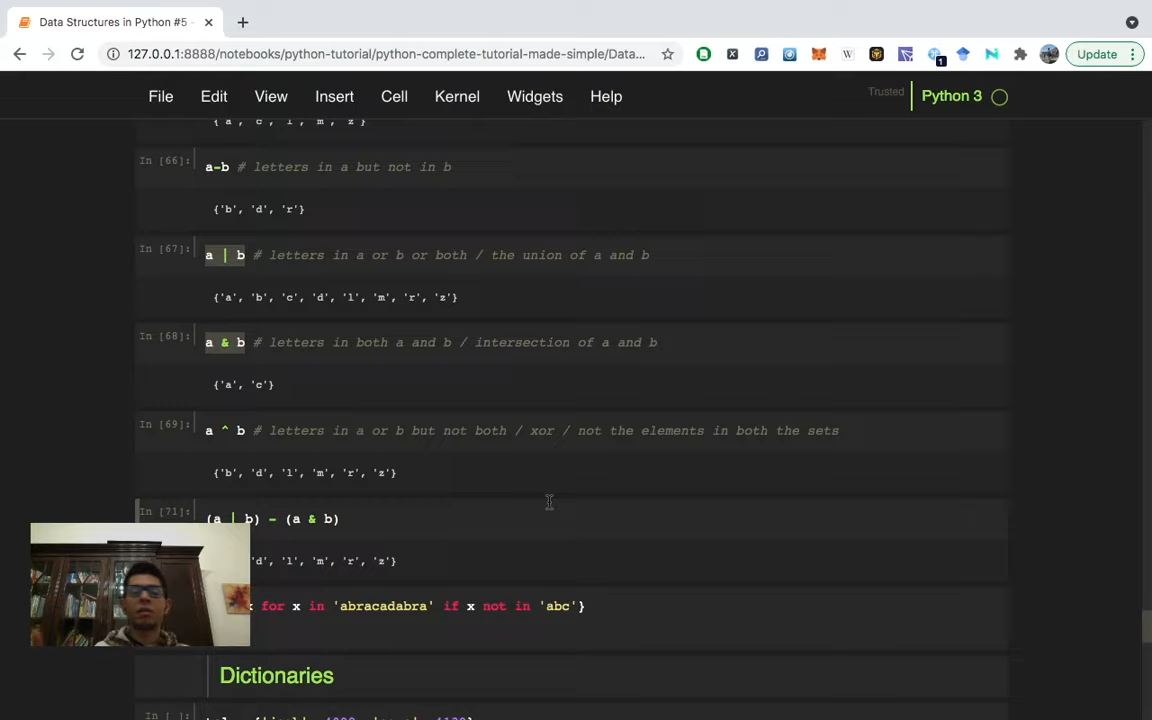 Data Structures in Python #5 -
127.0.0.1:8888/notebooks/python-tutorial/python-complete-tutorial-made-simple/Data...
1
Update
File Edit View Insert Cell Kernel Widgets Help
Trusted
Python 3
{'a', 'c', 'l', 'm', 'z'}
In [66]: a-b # letters in a but not in b
{'b', 'd', 'r'}
In [67]: a | b # letters in a or b or both / the union of a and b
{'a', 'b', 'c', 'd', 'l', 'm', 'r', 'z'}
In [68]: a & b # letters in both a and b / intersection of a and b
{'a', 'c'}
In [69]: a ^ b # letters in a or b but not both / xor / not the elements in both the sets
{'b', 'd', 'l', 'm', 'r', 'z'}
In [71]: (a | b) - (a & b)
'd', 'l', 'm', 'r', 'z'}
for x in 'abracadabra' if x not in 'abc'}
Dictionaries
In [ ]: